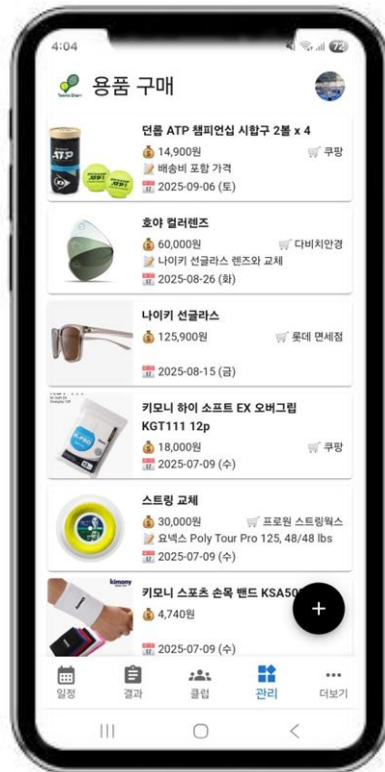 4:04
72
Tennis Diary
용품 구매
던롭 ATP 챔피언십 시합구 2볼 x 4
14,900원
쿠팡
배송비 포함 가격
2025-09-06 (토)
호야 컬러렌즈
60,000원
다비치안경
나이키 선글라스 렌즈와 교체
2025-08-26 (화)
나이키 선글라스
125,900원
롯데 면세점
2025-08-15 (금)
키모니 하이 소프트 EX 오버그립
KGT111 12p
18,000원
쿠팡
2025-07-09 (수)
스트링 교체
30,000원
프로원 스트링웍스
요넥스 Poly Tour Pro 125, 48/48 lbs
2025-07-09 (수)
kimony
키모니 스포츠 손목 밴드 KSA50
4,740원
2025-07-09 (수)
+
일정
결과
클럽
관리
더보기
ATP
DUNLOP
K-PRO